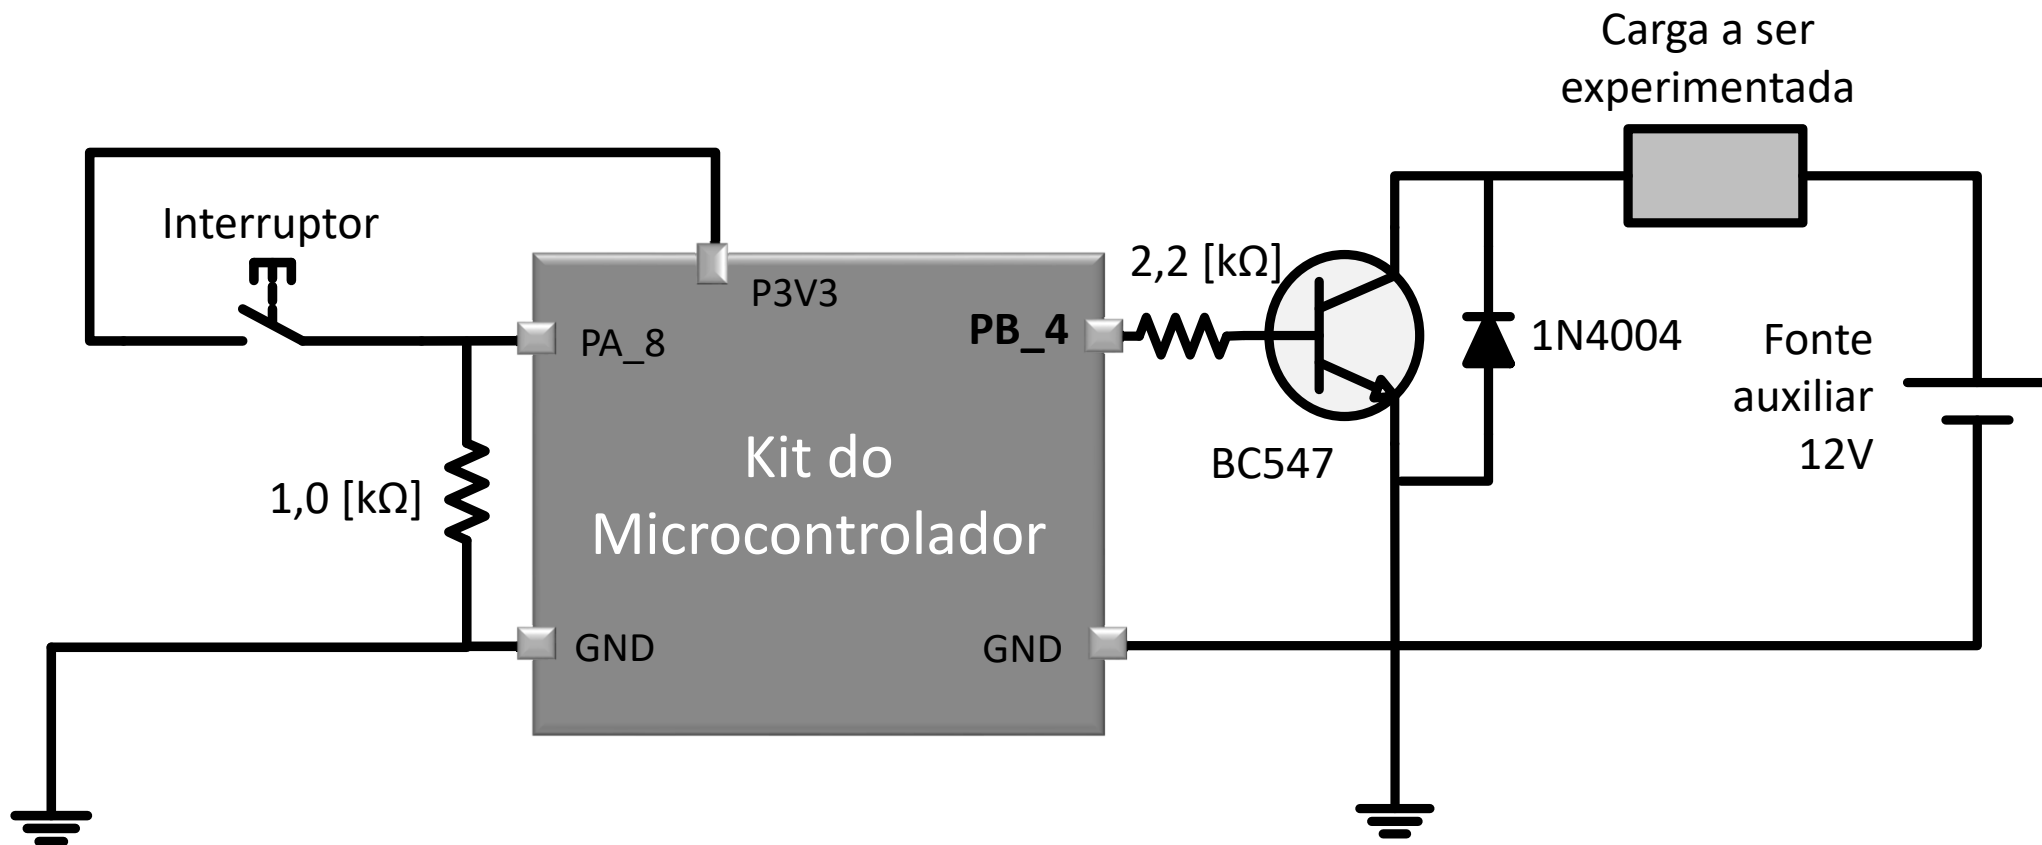 Carga a ser
experimentada
Interruptor
P3V3
2,2 [kΩ]
PA_8
PB_4
1N4004
Fonte
auxiliar
12V
BC547
1,0 [kΩ]
Kit do
Microcontrolador
GND
GND